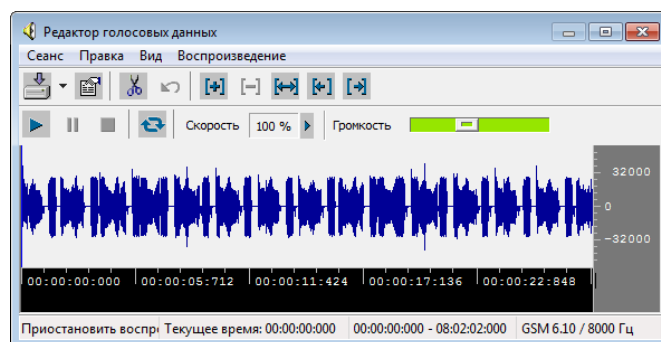 Редактор голосовых данных
Сеанс Правка Вид Воспроизведение
Скорость 100 % Громкость
32000
0
-32000
00:00:00:000 00:00:05:712 00:00:11:424 00:00:17:136 00:00:22:848
Приостановить воспр Текущее время: 00:00:00:000 00:00:00:000 - 08:02:02:000 GSM 6.10 / 8000 Гц